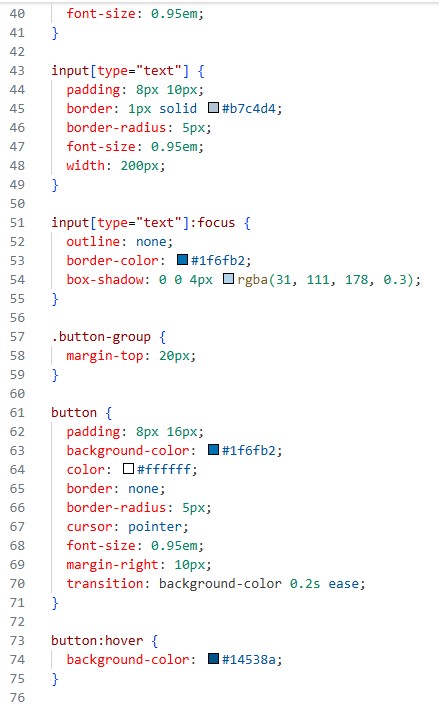 40 font-size: 0.95em;
41 }
42
43 input[type="text"] {
44 padding: 8px 10px;
45 border: 1px solid #b7c4d4;
46 border-radius: 5px;
47 font-size: 0.95em;
48 width: 200px;
49 }
50
51 input[type="text"]:focus {
52 outline: none;
53 border-color: #1f6fb2;
54 box-shadow: 0 0 4px rgba(31, 111, 178, 0.3);
55 }
56
57 .button-group {
58 margin-top: 20px;
59 }
60
61 button {
62 padding: 8px 16px;
63 background-color: #1f6fb2;
64 color: #ffffff;
65 border: none;
66 border-radius: 5px;
67 cursor: pointer;
68 font-size: 0.95em;
69 margin-right: 10px;
70 transition: background-color 0.2s ease;
71 }
72
73 button:hover {
74 background-color: #14538a;
75 }
76